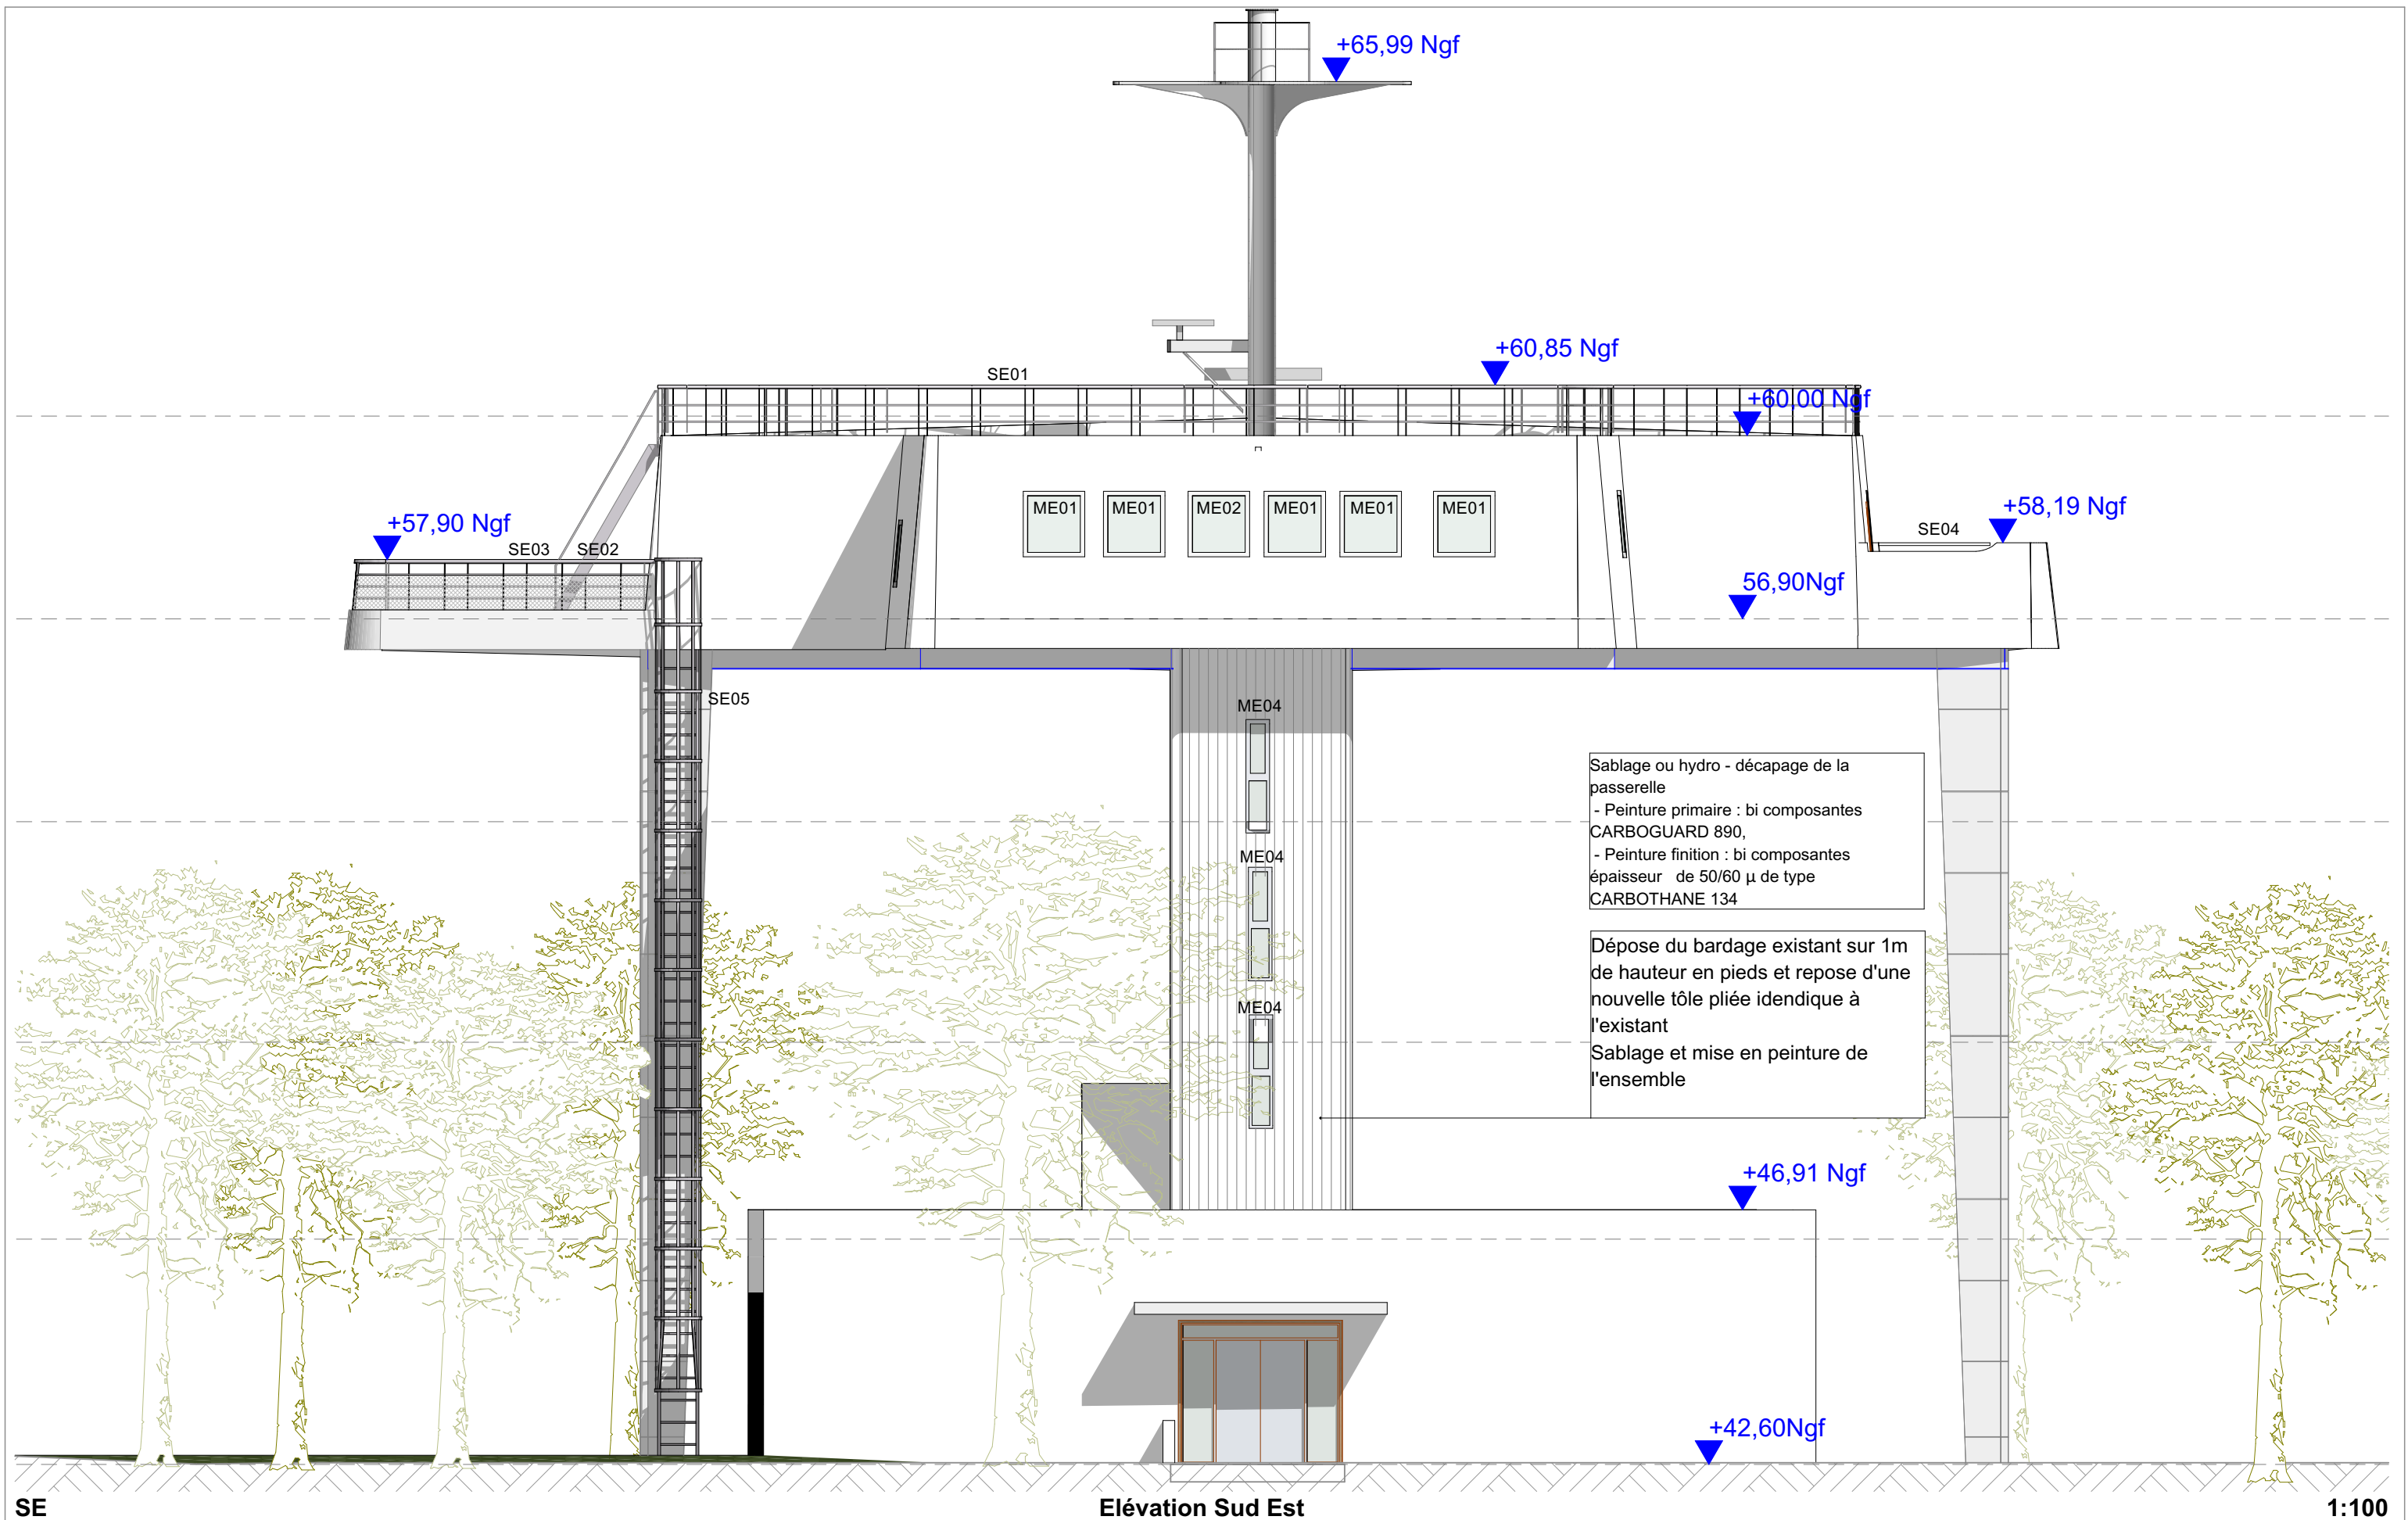 +65,99 Ngf
+60,85 Ngf
SE01
+60,00 Ngf
ME01
ME01
ME02
ME01
ME01
ME01
+57,90 Ngf
SE03
SE02
+58,19 Ngf
SE04
56,90Ngf
SE05
ME04
ME04
ME04
Sablage ou hydro - décapage de la
passerelle
- Peinture primaire : bi composantes
CARBOGUARD 890,
- Peinture finition : bi composantes
épaisseur de 50/60 µ de type
CARBOTHANE 134
Dépose du bardage existant sur 1m
de hauteur en pieds et repose d'une
nouvelle tôle pliée idendique à
l'existant
Sablage et mise en peinture de
l'ensemble
+46,91 Ngf
+42,60Ngf
SE
Elévation Sud Est
1:100